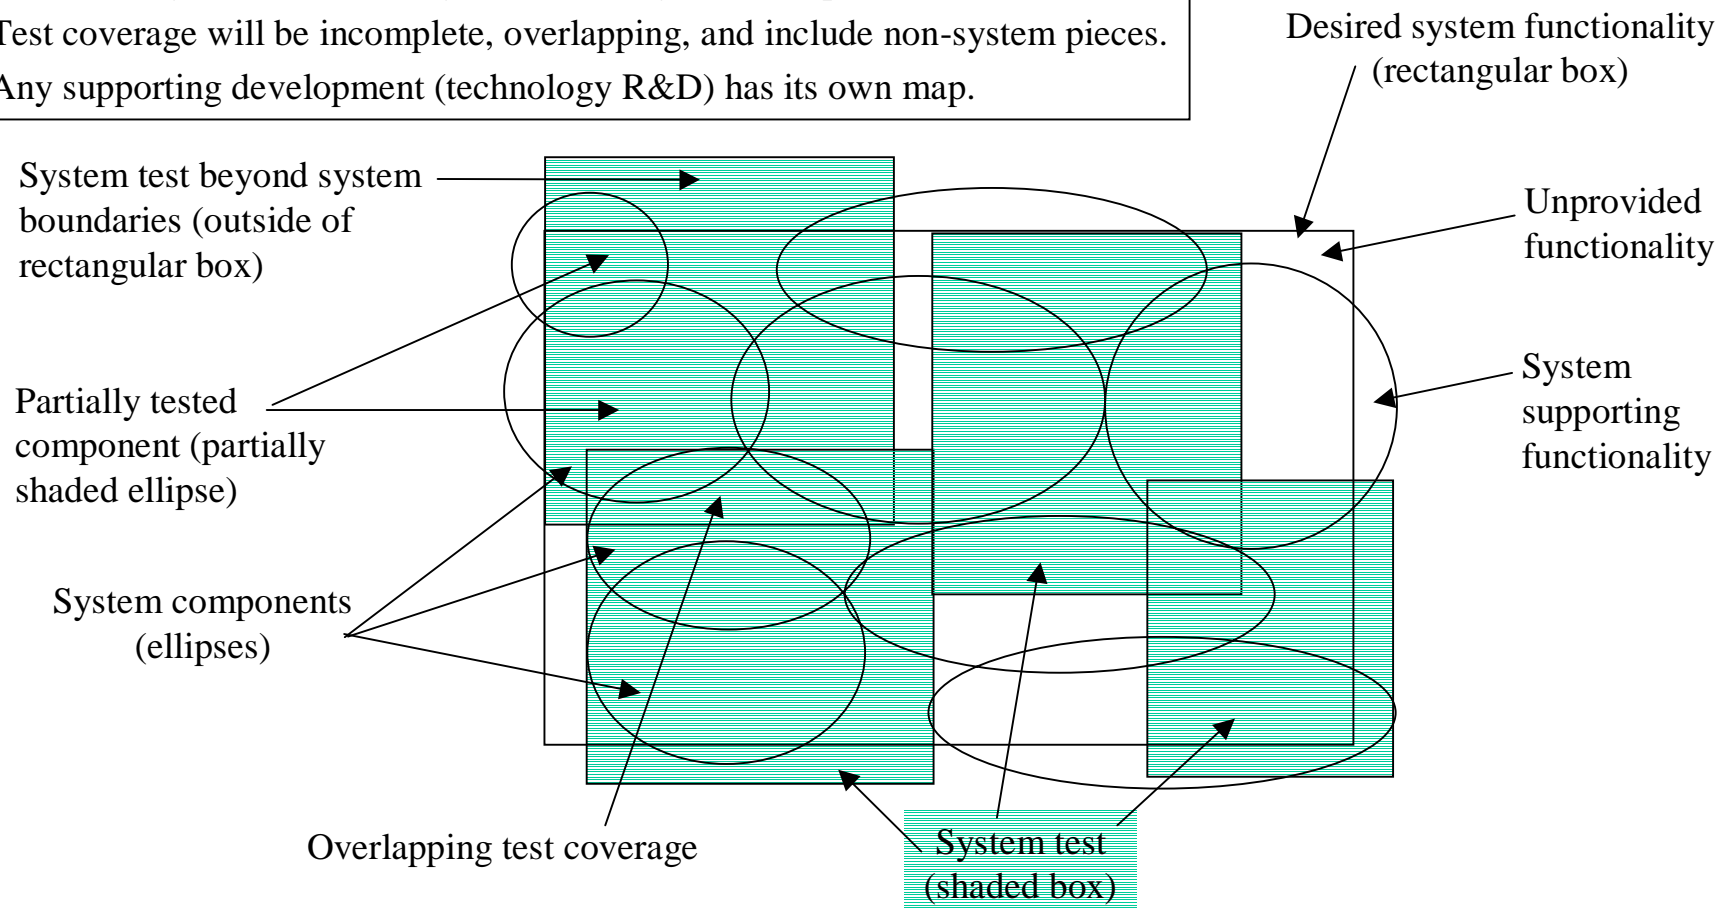 Test coverage will be incomplete, overlapping, and include non-system pieces.
Any supporting development (technology R&D) has its own map.
Desired system functionality
(rectangular box)
System test beyond system
boundaries (outside of
rectangular box)
Unprovided
functionality
Partially tested
component (partially
shaded ellipse)
System
supporting
functionality
System components
(ellipses)
Overlapping test coverage
System test
(shaded box)